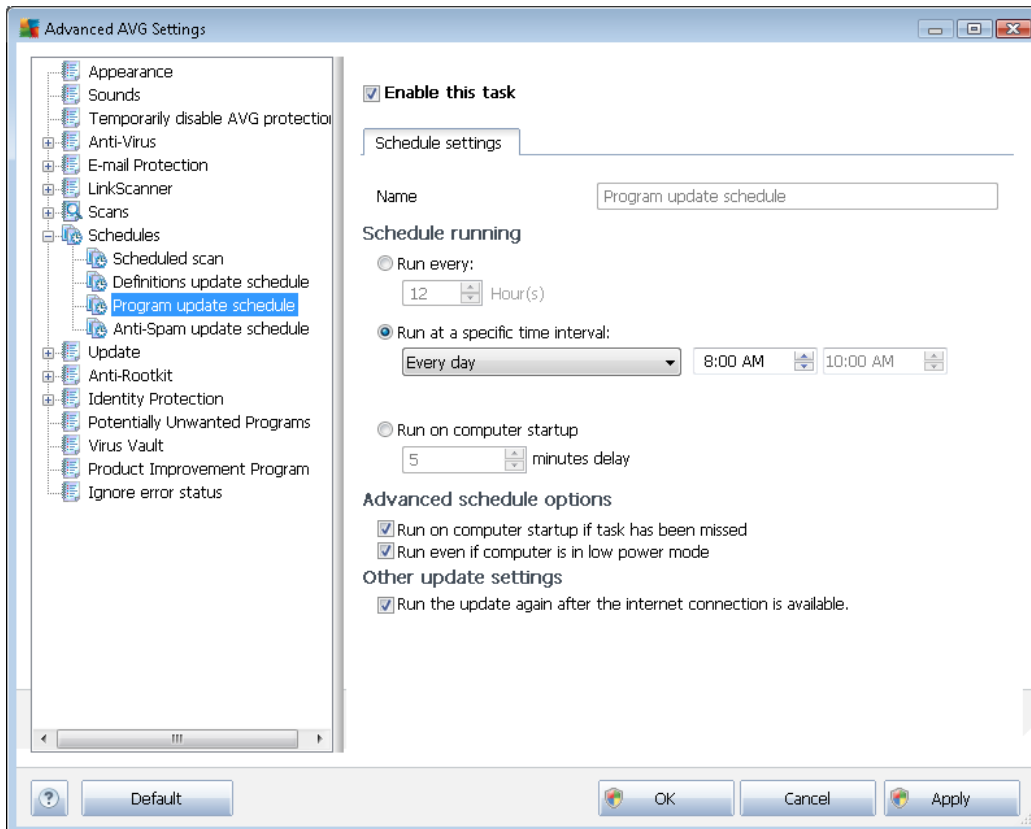 Advanced AVG Settings
Appearance
Sounds
Temporarily disable AVG protection
Anti-Virus
E-mail Protection
LinkScanner
Scans
Schedules
Scheduled scan
Definitions update schedule
Program update schedule
Anti-Spam update schedule
Update
Anti-Rootkit
Identity Protection
Potentially Unwanted Programs
Virus Vault
Product Improvement Program
Ignore error status
Enable this task
Schedule settings
Name Program update schedule
Schedule running
Run every:
12 Hour(s)
Run at a specific time interval:
Every day 8:00 AM 10:00 AM
Run on computer startup
5 minutes delay
Advanced schedule options
Run on computer startup if task has been missed
Run even if computer is in low power mode
Other update settings
Run the update again after the internet connection is available.
? Default OK Cancel Apply